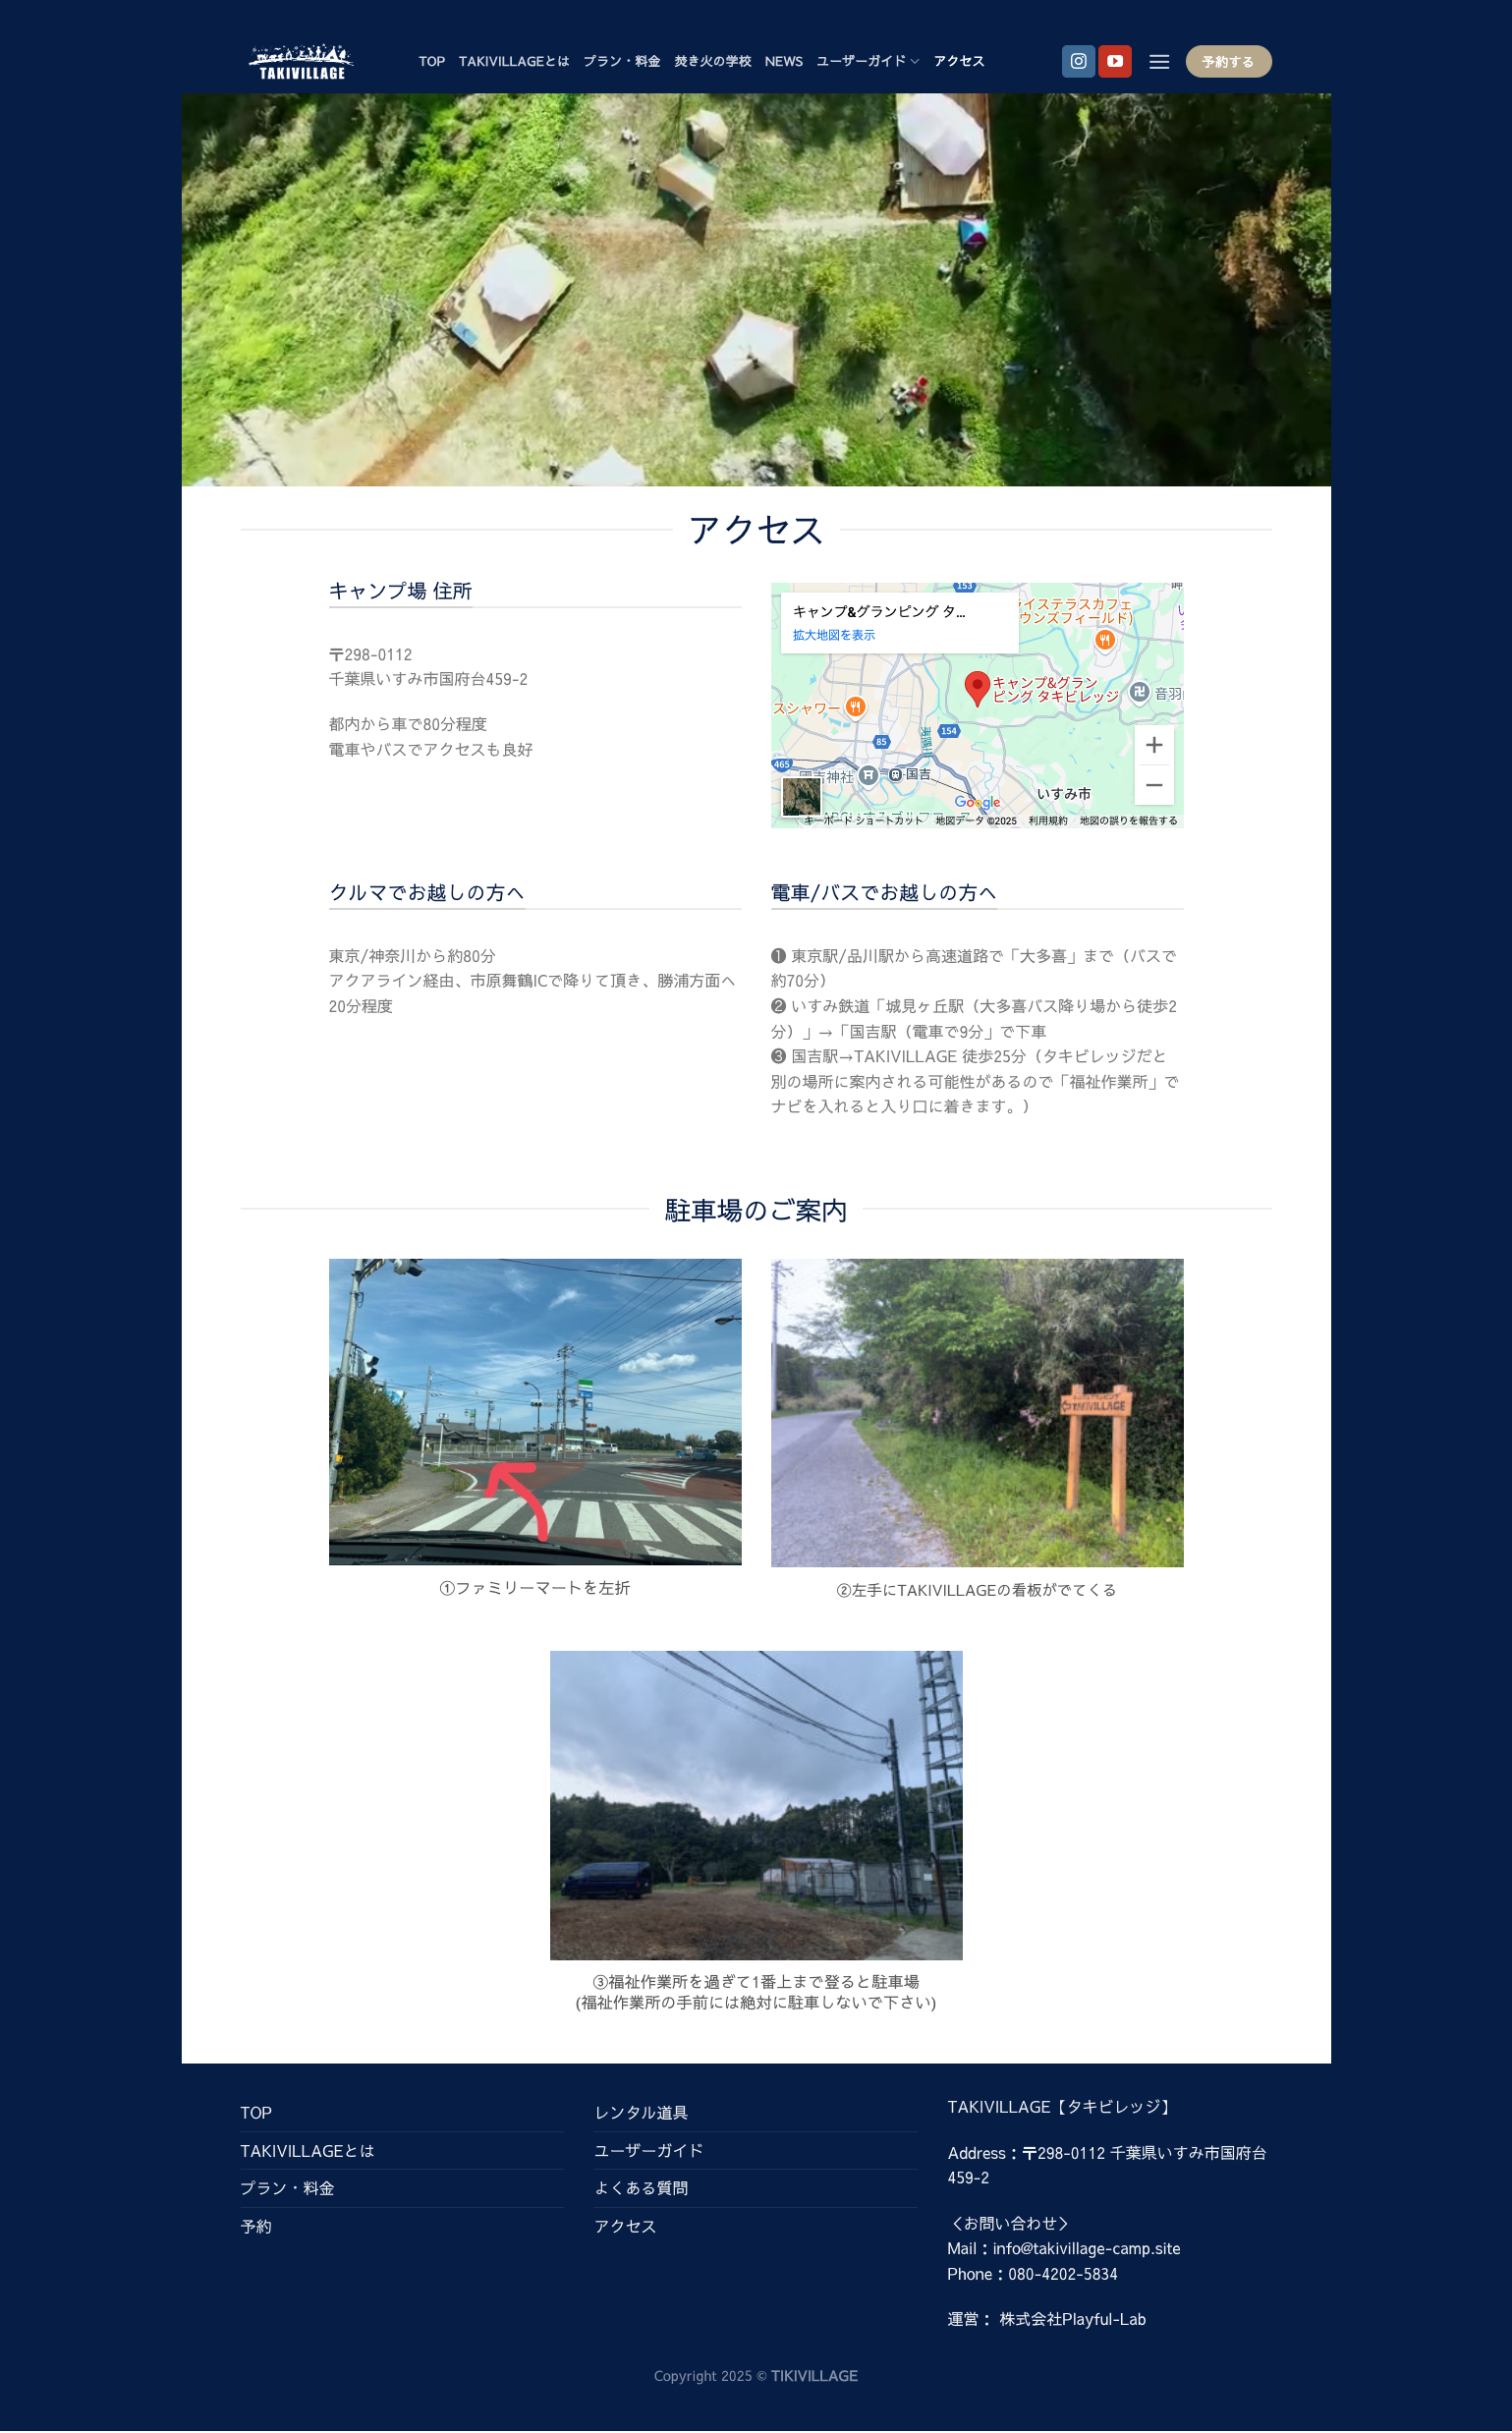 TAKIVILLAGE
TOP
TAKIVILLAGEとは
プラン・料金
焚き火の学校
NEWS
ユーザーガイド
アクセス
予約する
アクセス
キャンプ場 住所
〒298-0112
千葉県いすみ市国府台459-2
都内から車で80分程度
電車やバスでアクセスも良好
キャンプ&グランピング タ...
拡大地図を表示
153
ライステラスカフェ
ウンズフィールド)
キャンプ&グラン
ピング タキビレッジ
スシャワー
154
85
465
国吉神社
国吉
いすみ市
Google
キーボード ショートカット
地図データ ©2025
利用規約
地図の誤りを報告する
クルマでお越しの方へ
東京/神奈川から約80分
アクアライン経由、市原舞鶴ICで降りて頂き、勝浦方面へ
20分程度
電車/バスでお越しの方へ
❶ 東京駅/品川駅から高速道路で「大多喜」まで（バスで
約70分）
❷ いすみ鉄道「城見ヶ丘駅（大多喜バス降り場から徒歩2
分）」→「国吉駅（電車で9分」で下車
❸ 国吉駅→TAKIVILLAGE 徒歩25分（タキビレッジだと
別の場所に案内される可能性があるので「福祉作業所」で
ナビを入れると入り口に着きます。）
駐車場のご案内
TAKIVILLAGE
①ファミリーマートを左折
②左手にTAKIVILLAGEの看板がでてくる
③福祉作業所を過ぎて1番上まで登ると駐車場
(福祉作業所の手前には絶対に駐車しないで下さい)
TOP
TAKIVILLAGEとは
プラン・料金
予約
レンタル道具
ユーザーガイド
よくある質問
アクセス
TAKIVILLAGE【タキビレッジ】
Address：〒298-0112 千葉県いすみ市国府台
459-2
＜お問い合わせ＞
Mail：info@takivillage-camp.site
Phone：080-4202-5834
運営： 株式会社Playful-Lab
Copyright 2025 © TIKIVILLAGE